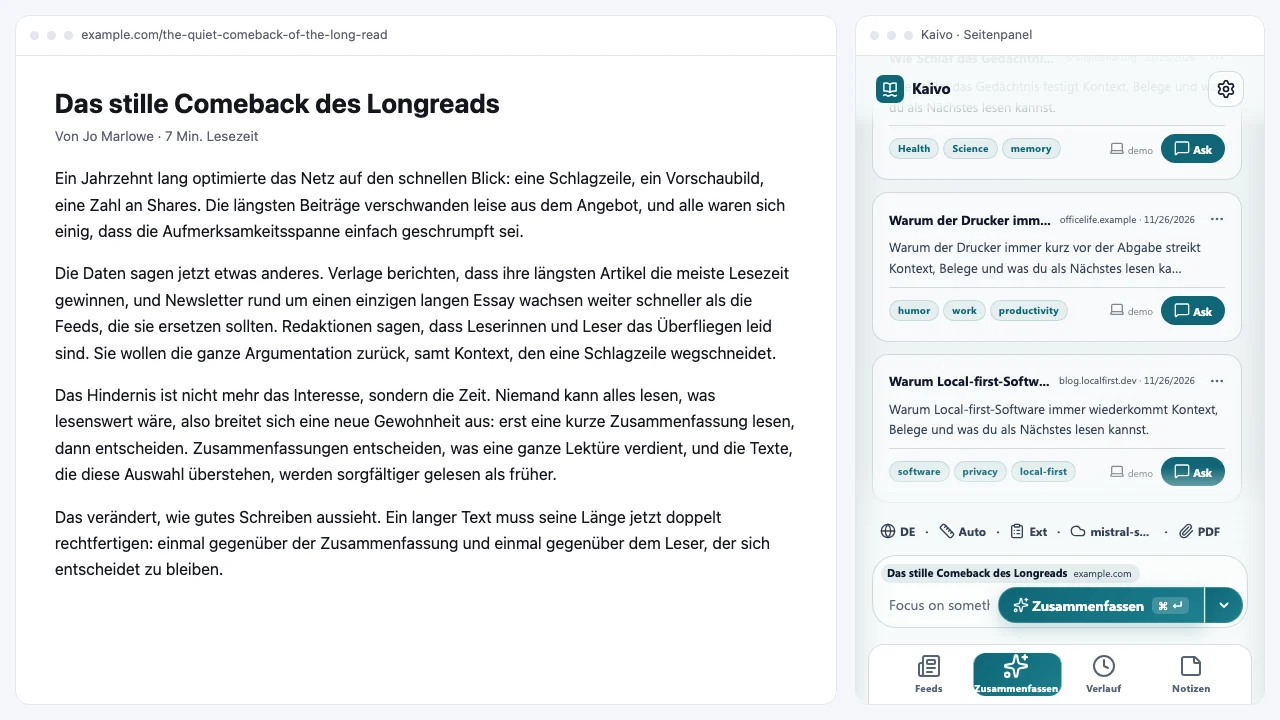 example.com/the-quiet-comeback-of-the-long-read
Das stille Comeback des Longreads
Von Jo Marlowe · 7 Min. Lesezeit
Ein Jahrzehnt lang optimierte das Netz auf den schnellen Blick: eine Schlagzeile, ein Vorschaubild,
eine Zahl an Shares. Die längsten Beiträge verschwanden leise aus dem Angebot, und alle waren sich
einig, dass die Aufmerksamkeitsspanne einfach geschrumpft sei.
Die Daten sagen jetzt etwas anderes. Verlage berichten, dass ihre längsten Artikel die meiste Lesezeit
gewinnen, und Newsletter rund um einen einzigen langen Essay wachsen weiter schneller als die
Feeds, die sie ersetzen sollten. Redaktionen sagen, dass Leserinnen und Leser das Überfliegen leid
sind. Sie wollen die ganze Argumentation zurück, samt Kontext, den eine Schlagzeile wegschneidet.
Das Hindernis ist nicht mehr das Interesse, sondern die Zeit. Niemand kann alles lesen, was
lesenswert wäre, also breitet sich eine neue Gewohnheit aus: erst eine kurze Zusammenfassung lesen,
dann entscheiden. Zusammenfassungen entscheiden, was eine ganze Lektüre verdient, und die Texte,
die diese Auswahl überstehen, werden sorgfältiger gelesen als früher.
Das verändert, wie gutes Schreiben aussieht. Ein langer Text muss seine Länge jetzt doppelt
rechtfertigen: einmal gegenüber der Zusammenfassung und einmal gegenüber dem Leser, der sich
entscheidet zu bleiben.
Kaivo · Seitenpanel
Wie Schlaf das Gedächtni...
Kaivo
das Gedächtnis festigt Kontext, Belege und
du als Nächstes lesen kannst.
Health Science memory demo Ask
Warum der Drucker imm... officelife.example · 11/26/2026
Warum der Drucker immer kurz vor der Abgabe streikt
Kontext, Belege und was du als Nächstes lesen ka...
humor work productivity demo Ask
Warum Local-first-Softw... blog.localfirst.dev · 11/26/2026
Warum Local-first-Software immer wiederkommt Kontext,
Belege und was du als Nächstes lesen kannst.
software privacy local-first demo Ask
DE · Auto · Ext · mistral-s... · PDF
Das stille Comeback des Longreads example.com
Focus on someth
Zusammenfassen ⌘ ↵
Feeds Zusammenfassen Verlauf Notizen